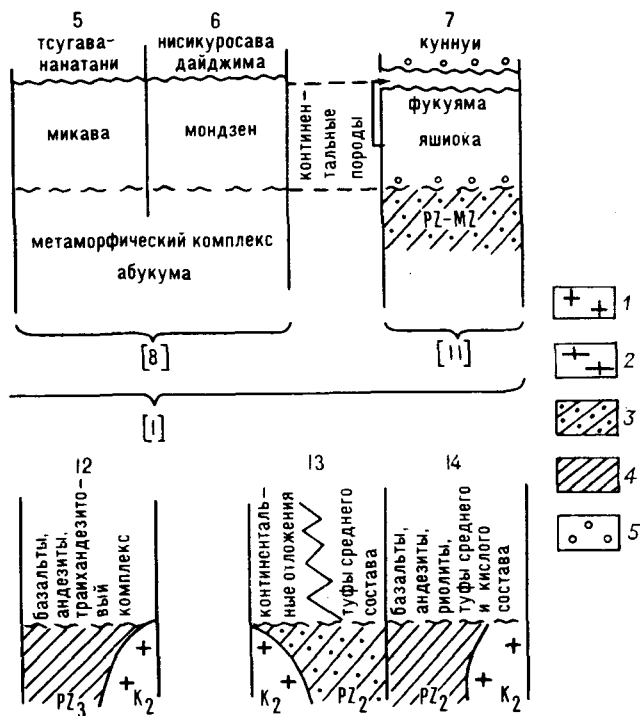 5
6
7
тсугава-
нанатани
нисикуросава
дайджима
куннуи
микава
мондзен
континен-
тальные
породы
фукуяма
яшиока
PZ–MZ
метаморфический комплекс
абукума
[8]
[11]
[1]
1
2
3
4
5
12
13
14
базальты,
андезиты,
траихандезито-
вый
комплекс
континенталь-
ные отложения
туфы среднего
состава
базальты,
андезиты,
риолиты,
туфы среднего
и кислого
состава
PZ₃
K₂
K₂
PZ₂
PZ₂
K₂